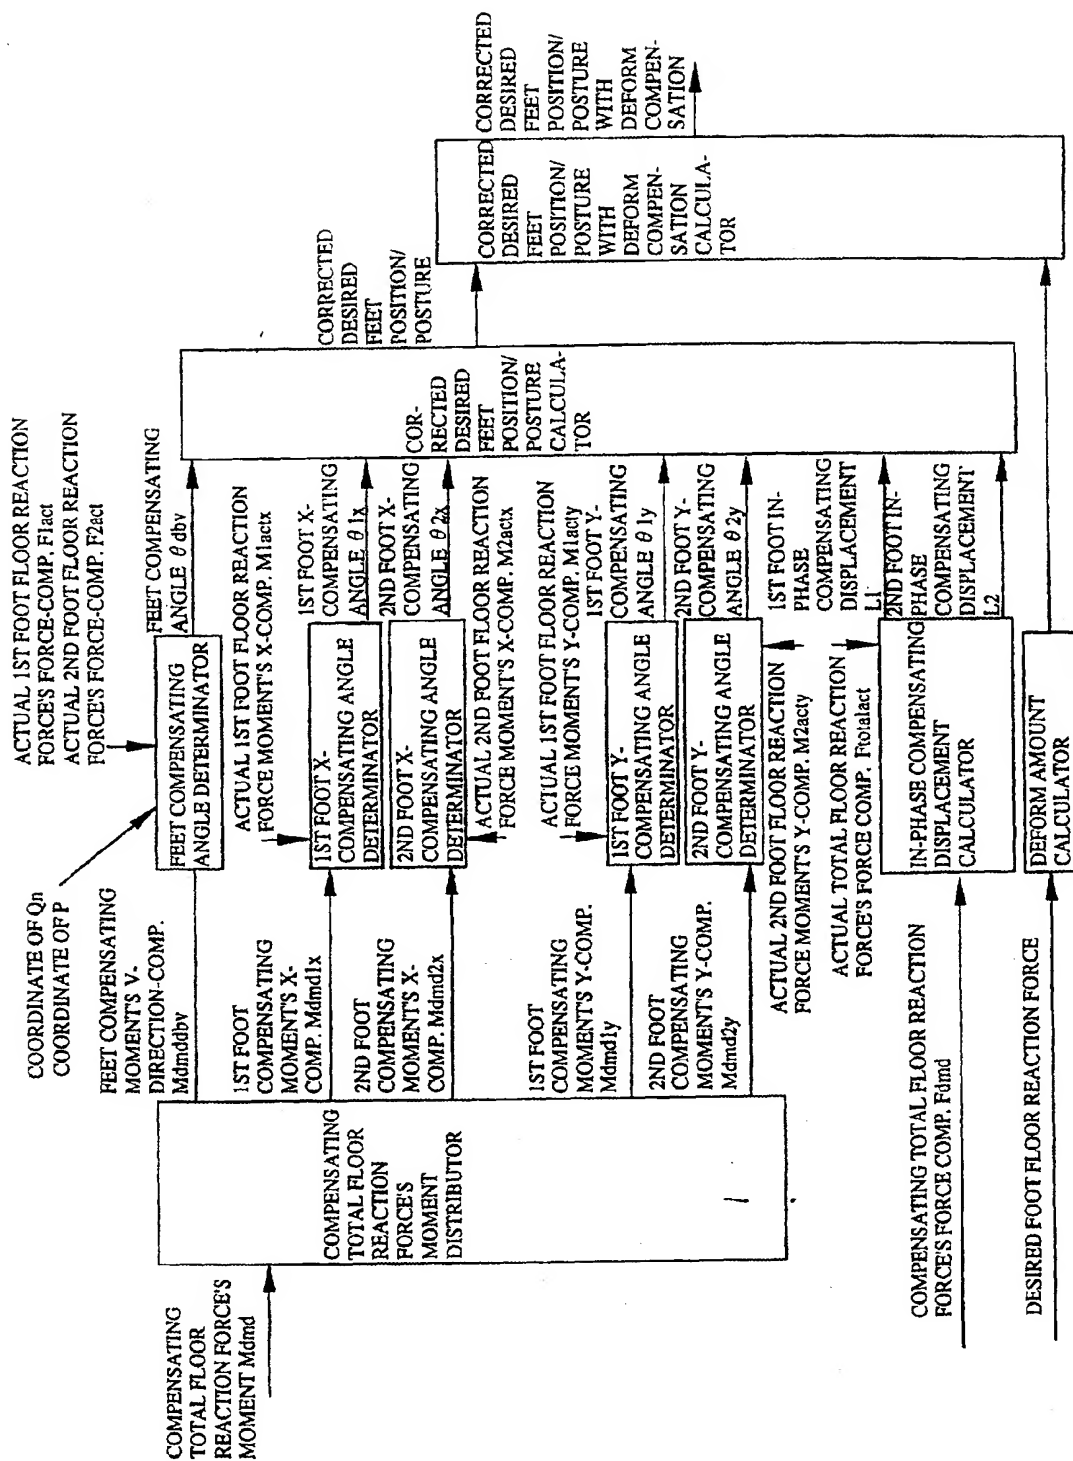 COMPENSATING
TOTAL FLOOR
REACTION FORCE'S
MOMENT Mdmd
COMPENSATING
TOTAL FLOOR
REACTION
FORCE'S
MOMENT
DISTRIBUTOR
COORDINATE OF Qn
COORDINATE OF P
FEET COMPENSATING
MOMENT'S V-
DIRECTION-COMP.
Mdmddbv
1ST FOOT
COMPENSATING
MOMENT'S X-
COMP. Mdmd1x
2ND FOOT
COMPENSATING
MOMENT'S X-
COMP. Mdmd2x
1ST FOOT
COMPENSATING
MOMENT'S Y-COMP.
Mdmd1y
2ND FOOT
COMPENSATING
MOMENT'S Y-COMP.
Mdmd2y
COMPENSATING TOTAL FLOOR REACTION
FORCE'S FORCE COMP. Fdmd
DESIRED FOOT FLOOR REACTION FORCE
ACTUAL 1ST FOOT FLOOR REACTION
FORCE'S FORCE-COMP. F1act
ACTUAL 2ND FOOT FLOOR REACTION
FORCE'S FORCE-COMP. F2act
FEET COMPENSATING
ANGLE DETERMINATOR
ACTUAL 1ST FLOOR REACTION
FORCE MOMENT'S X-COMP. M1actx
1ST FOOT X-
COMPENSATING ANGLE
DETERMINATOR
2ND FOOT X-
COMPENSATING ANGLE
DETERMINATOR
ACTUAL 2ND FOOT FLOOR REACTION
FORCE MOMENT'S X-COMP. M2actx
ACTUAL 1ST FOOT FLOOR REACTION
FORCE MOMENT'S Y-COMP. M1acty
1ST FOOT Y-
COMPENSATING ANGLE
DETERMINATOR
2ND FOOT Y-
COMPENSATING ANGLE
DETERMINATOR
ACTUAL 2ND FOOT FLOOR REACTION
FORCE MOMENT'S Y-COMP. M2acty
ACTUAL TOTAL FLOOR REACTION
FORCE'S FORCE COMP. Ftotalact
IN-PHASE COMPENSATING
DISPLACEMENT
CALCULATOR
DEFORM AMOUNT
CALCULATOR
FEET COMPENSATING
ANGLE θ dbv
1ST FOOT X-
COMPENSATING
ANGLE θ 1x
2ND FOOT X-
COMPENSATING
ANGLE θ 2x
1ST FOOT Y-
COMPENSATING
ANGLE θ 1y
2ND FOOT Y-
COMPENSATING
ANGLE θ 2y
1ST FOOT IN-
PHASE
COMPENSATING
DISPLACEMENT
L1
2ND FOOT IN-
PHASE
COMPENSATING
DISPLACEMENT
L2
COR-
RECTED
DESIRED
FEET
POSITION/
POSTURE
CALCULA-
TOR
CORRECTED
DESIRED
FEET
POSITION/
POSTURE
CORRECTED
DESIRED
FEET
POSITION/
POSTURE
WITH
DEFORM
COMPEN-
SATION
CALCULA-
TOR
CORRECTED
DESIRED
FEET
POSITION/
POSTURE
WITH
DEFORM
COMPEN-
SATION